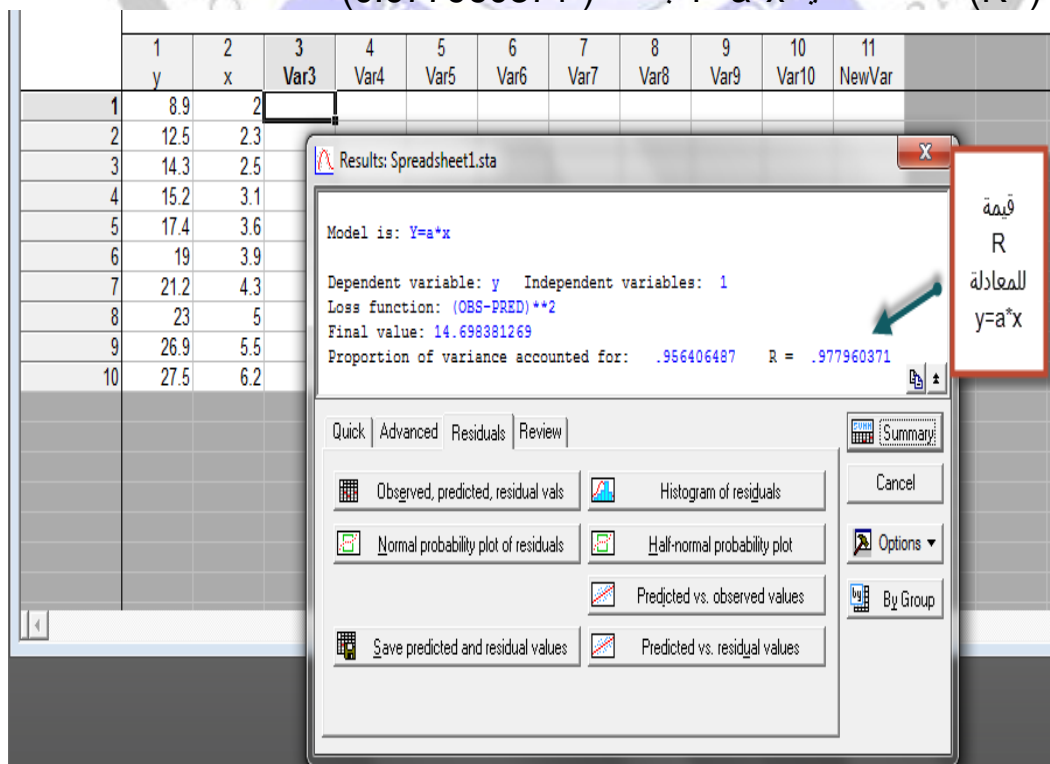 1 2 3 4 5 6 7 8 9 10 11
y x Var3 Var4 Var5 Var6 Var7 Var8 Var9 Var10 NewVar
1 8.9 2
2 12.5 2.3
3 14.3 2.5
4 15.2 3.1
5 17.4 3.6
6 19 3.9
7 21.2 4.3
8 23 5
9 26.9 5.5
10 27.5 6.2
Results: Spreadsheet1.sta
X
Model is: Y=a*x
Dependent variable: y Independent variables: 1
Loss function: (OBS-PRED)**2
Final value: 14.698381269
Proportion of variance accounted for: .956406487 R = .977960371
Quick Advanced Residuals Review
Observed, predicted, residual vals
Histogram of residuals
Normal probability plot of residuals
Half-normal probability plot
Predicted vs. observed values
Save predicted and residual values
Predicted vs. residual values
Summary
Cancel
Options
By Group
قيمة
R
للمعادلة
y=a*x